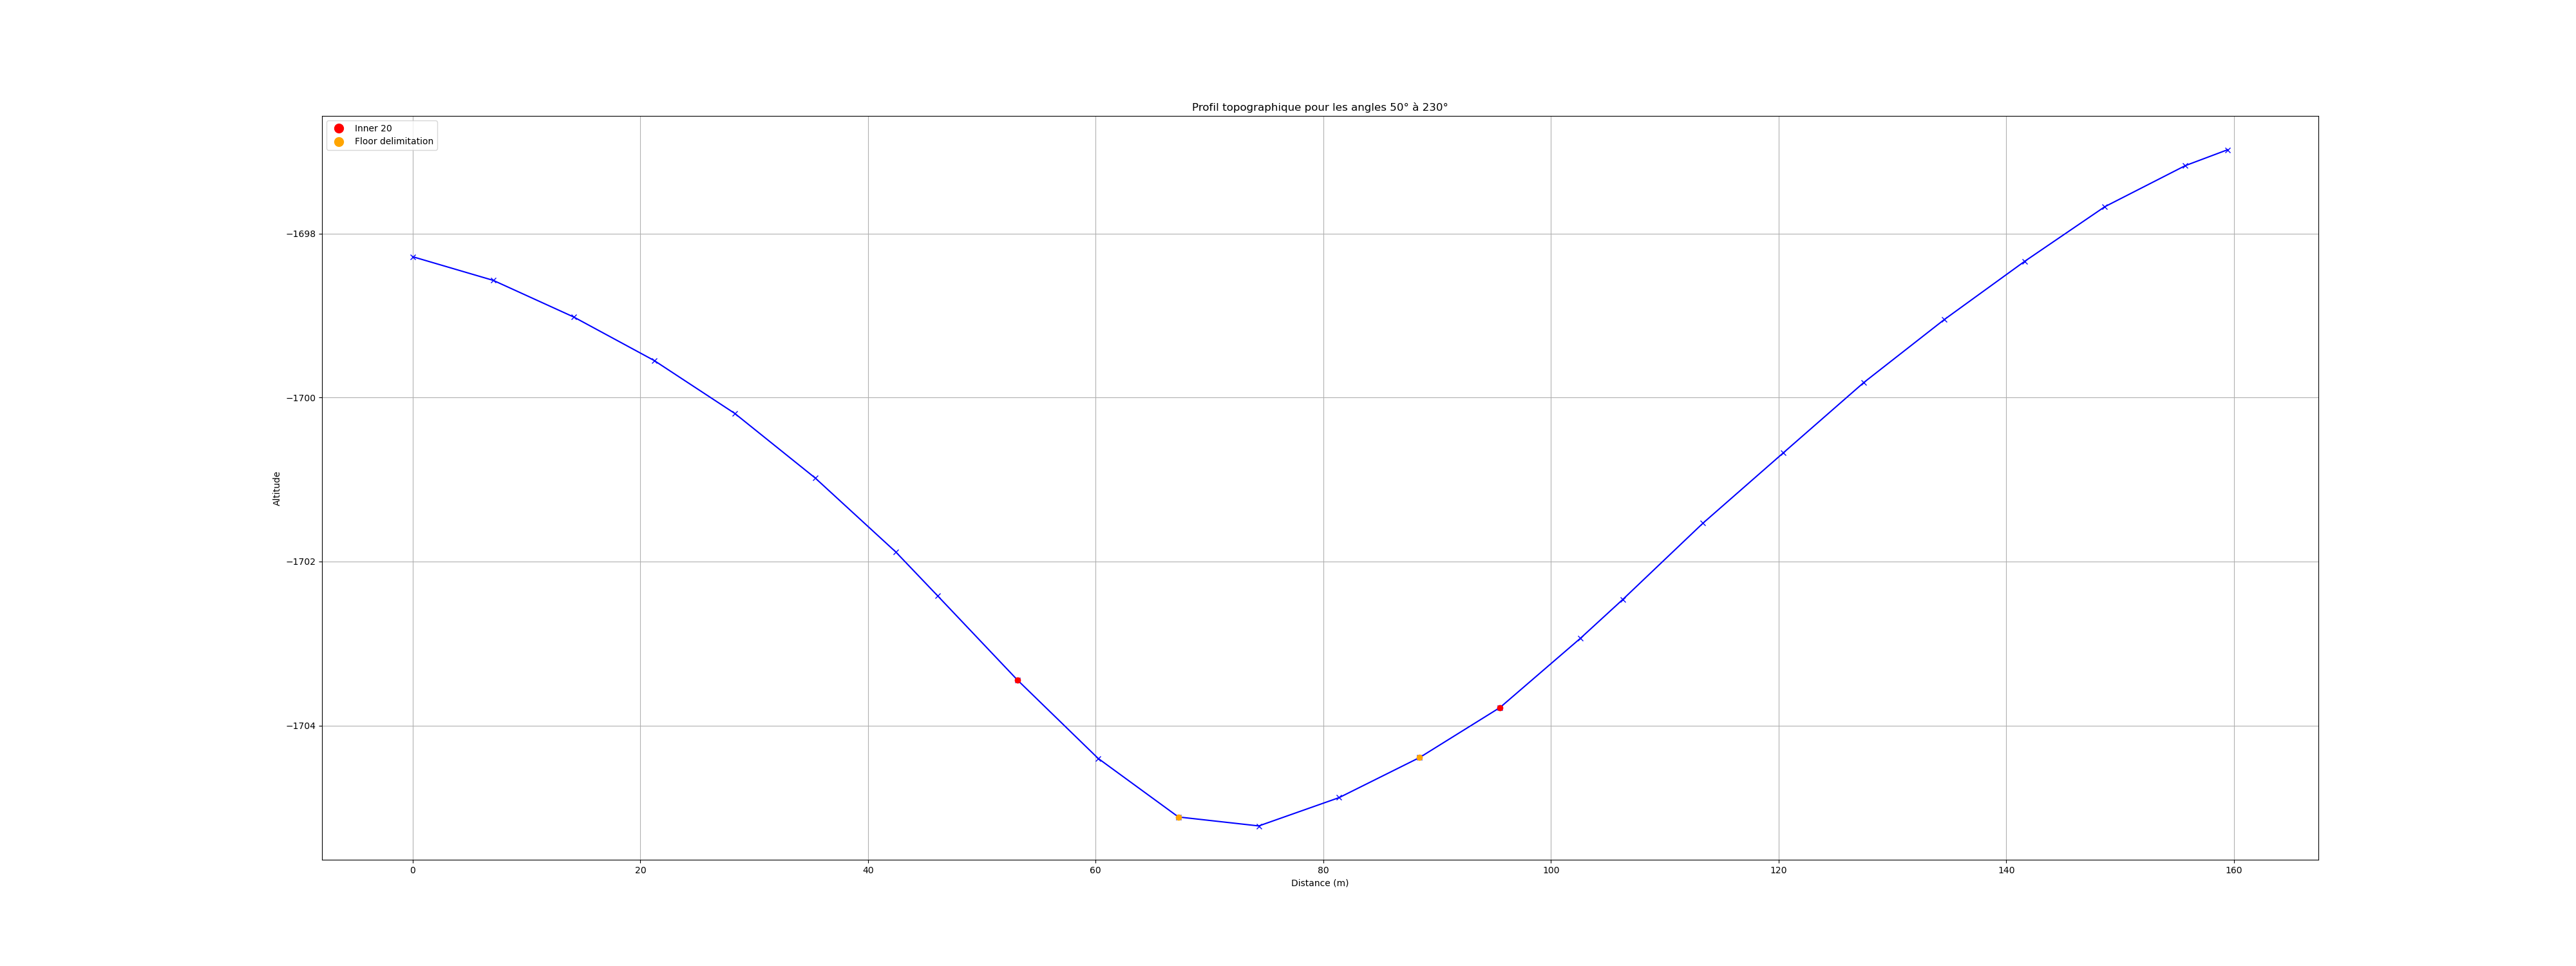 Profil topographique pour les angles 50° à 230°
Inner 20
Floor delimitation
−1698
−1700
−1702
−1704
Altitude
0 20 40 60 80 100 120 140 160
Distance (m)